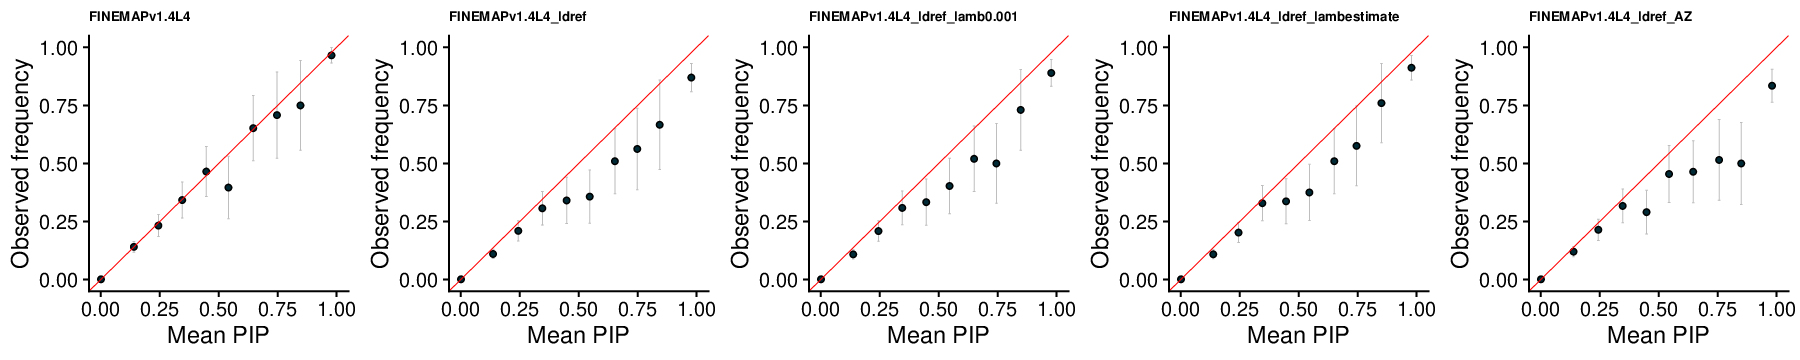 FINEMAPv1.4L4
1.00
0.75
0.50
0.25
0.00
Observed frequency
0.00 0.25 0.50 0.75 1.00
Mean PIP
FINEMAPv1.4L4_ldref
1.00
0.75
0.50
0.25
0.00
Observed frequency
0.00 0.25 0.50 0.75 1.00
Mean PIP
FINEMAPv1.4L4_ldref_lamb0.001
1.00
0.75
0.50
0.25
0.00
Observed frequency
0.00 0.25 0.50 0.75 1.00
Mean PIP
FINEMAPv1.4L4_ldref_lambestimate
1.00
0.75
0.50
0.25
0.00
Observed frequency
0.00 0.25 0.50 0.75 1.00
Mean PIP
FINEMAPv1.4L4_ldref_AZ
1.00
0.75
0.50
0.25
0.00
Observed frequency
0.00 0.25 0.50 0.75 1.00
Mean PIP